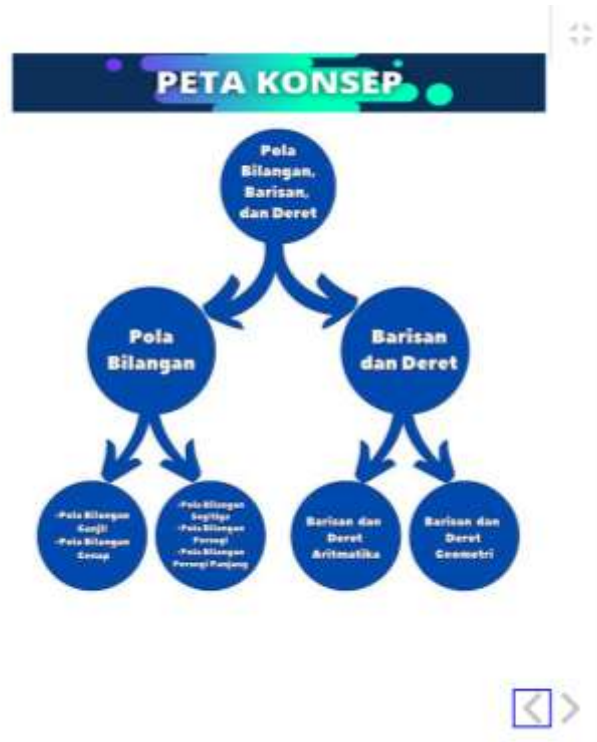 PETA KONSEP
Pola
Bilangan,
Barisan,
dan Deret
Pola
Bilangan
Barisan
dan Deret
-Pola Bilangan
Ganjil
-Pola Bilangan
Genap
-Pola Bilangan
Segitiga
-Pola Bilangan
Persegi
-Pola Bilangan
Persegi Panjang
Barisan dan
Deret
Aritmatika
Barisan dan
Deret
Geometri